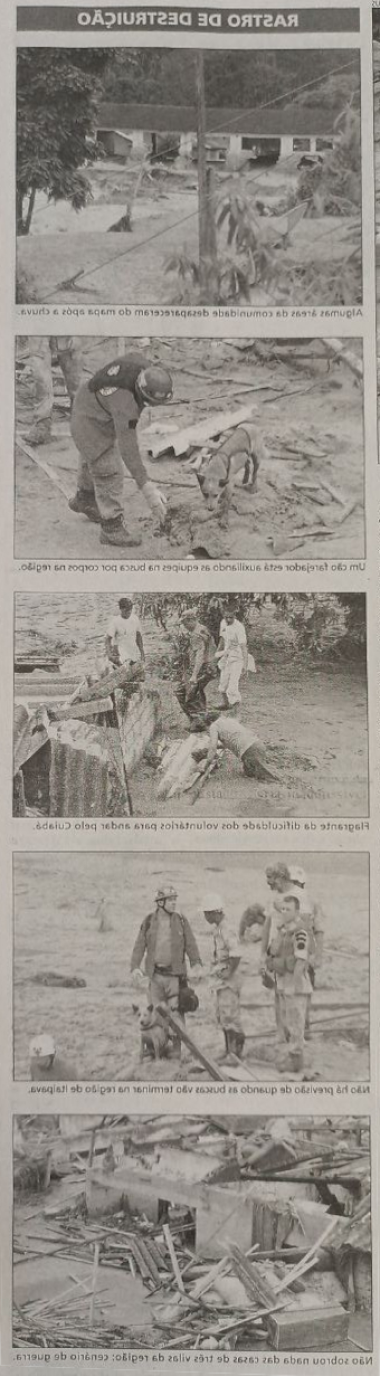 RASTRO DE DESTRUIÇÃO
Algumas áreas da comunidade desapareceram do mapa após a chuva.
Um cão farejador está auxiliando as equipes na busca por corpos na região.
Flagrante da dificuldade dos voluntários para andar pelo Cuiabá.
Não há previsão de quando as buscas vão terminar na região de Itaipava.
Não sobrou nada das casas de três vilas da região: cenário de guerra.